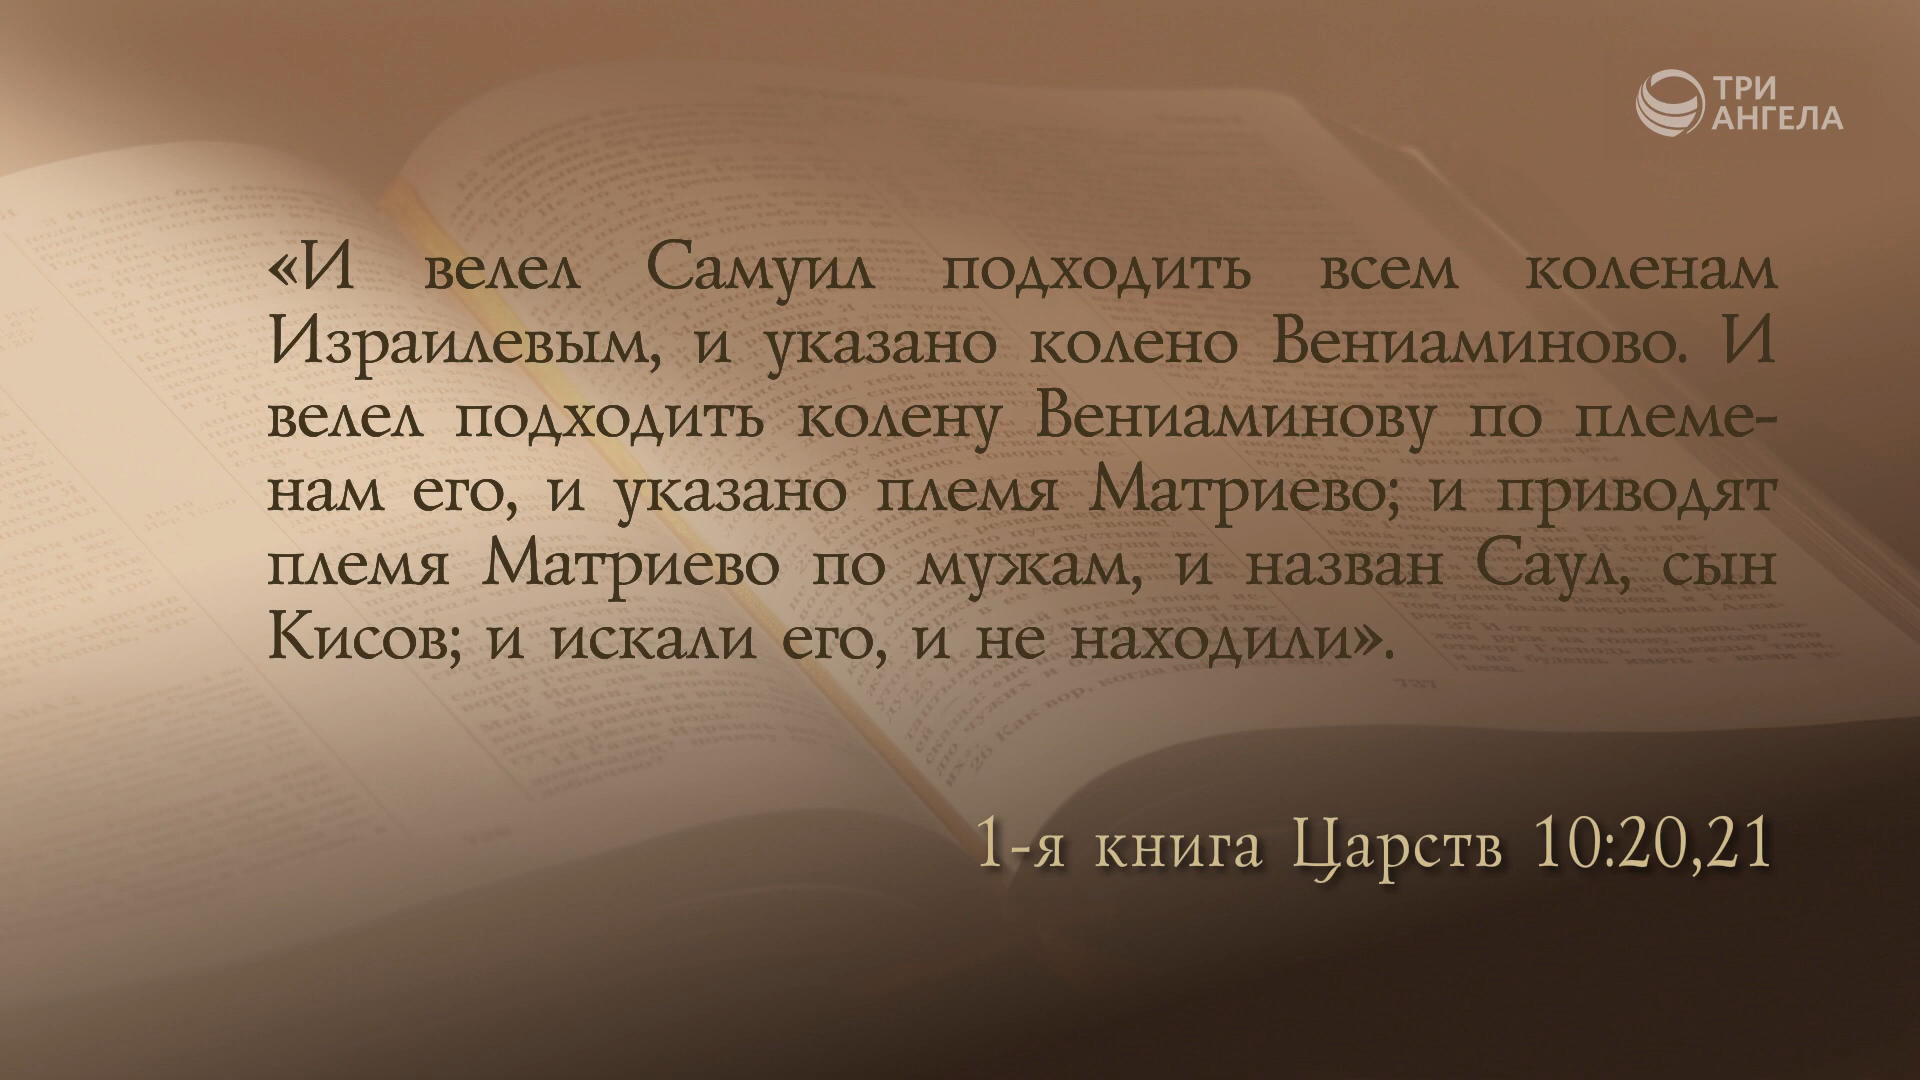 ТРИ
АНГЕЛА
«И велел Самуил подходить всем коленам
Израилевым, и указано колено Вениаминово. И
велел подходить колену Вениаминову по племе-
нам его, и указано племя Матриево; и приводят
племя Матриево по мужам, и назван Саул, сын
Кисов; и искали его, и не находили».
1-я книга Царств 10:20,21